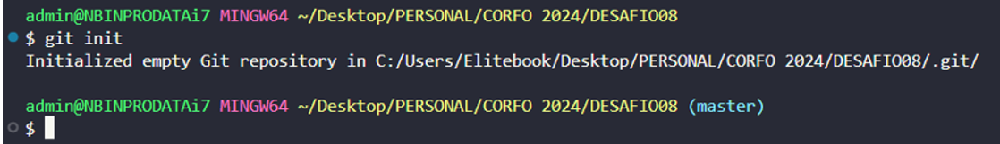 admin@NBINPRODATAi7 MINGW64 ~/Desktop/PERSONAL/CORFO 2024/DESAFIO08
$ git init
Initialized empty Git repository in C:/Users/Elitebook/Desktop/PERSONAL/CORFO 2024/DESAFIO08/.git/
admin@NBINPRODATAi7 MINGW64 ~/Desktop/PERSONAL/CORFO 2024/DESAFIO08 (master)
$